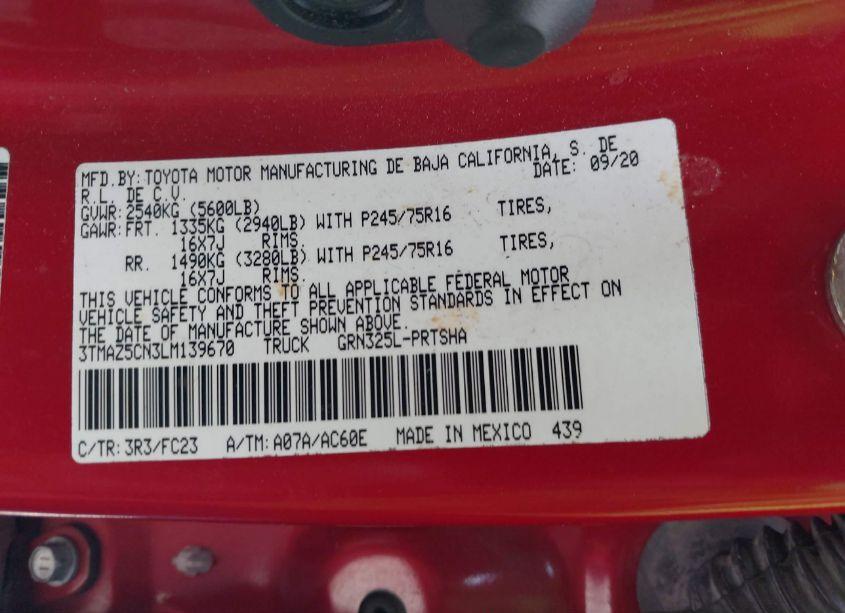 MFD.BY:TOYOTA MOTOR MANUFACTURING DE BAJA CALIFORNIA, S. DE
R.L. DE C.V. DATE: 09/20
GVWR:2540KG (5600LB)
GAWR:FRT. 1335KG (2940LB) WITH P245/75R16 TIRES,
16X7J RIMS.
RR. 1490KG (3280LB) WITH P245/75R16 TIRES,
16X7J RIMS.
THIS VEHICLE CONFORMS TO ALL APPLICABLE FEDERAL MOTOR
VEHICLE SAFETY AND THEFT PREVENTION STANDARDS IN EFFECT ON
THE DATE OF MANUFACTURE SHOWN ABOVE.
3TMAZ5CN3LM139670 TRUCK GRN325L-PRTSHA
C/TR:3R3/FC23 A/TM:A07A/AC60E MADE IN MEXICO 439